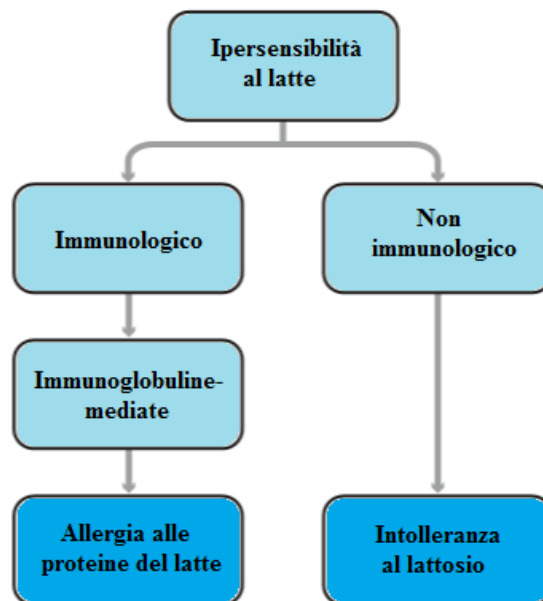 Ipersensibilità
al latte
Immunologico
Non
immunologico
Immunoglobuline-
mediate
Allergia alle
proteine del latte
Intolleranza
al lattosio